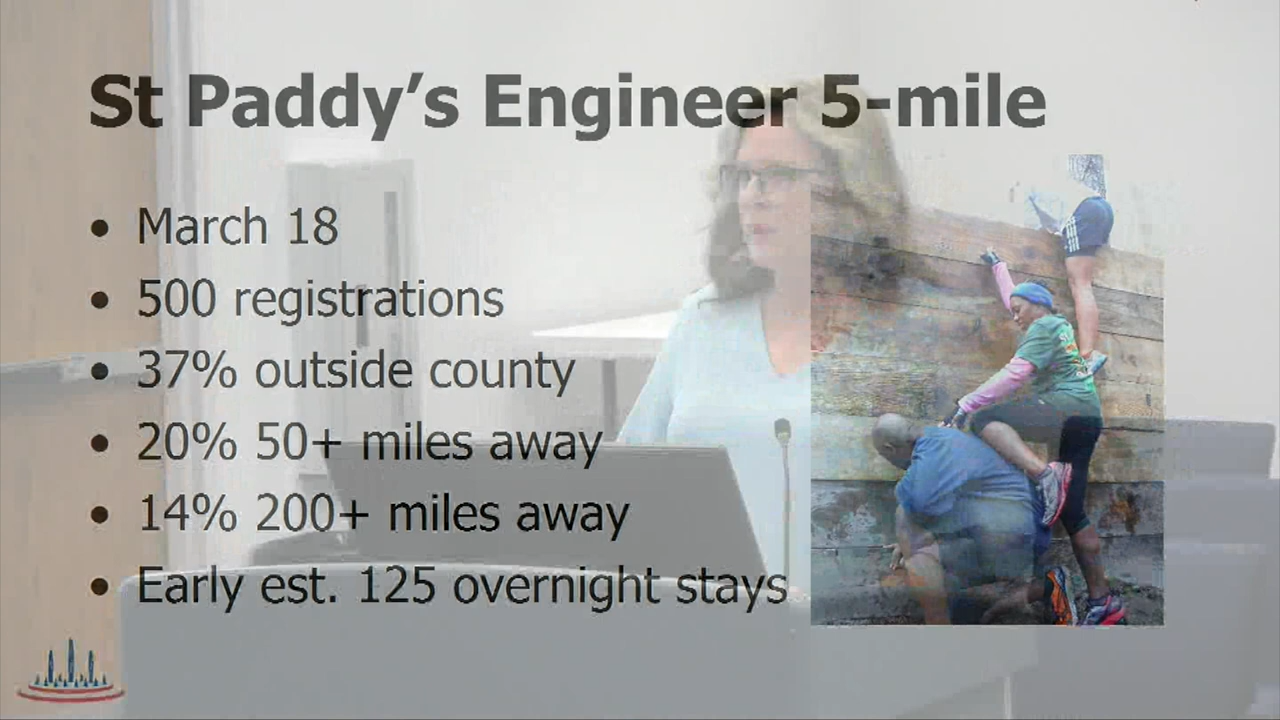 St Paddy’s Engineer 5-mile
• March 18
• 500 registrations
• 37% outside county
• 20% 50+ miles away
• 14% 200+ miles away
• Early est. 125 overnight stays